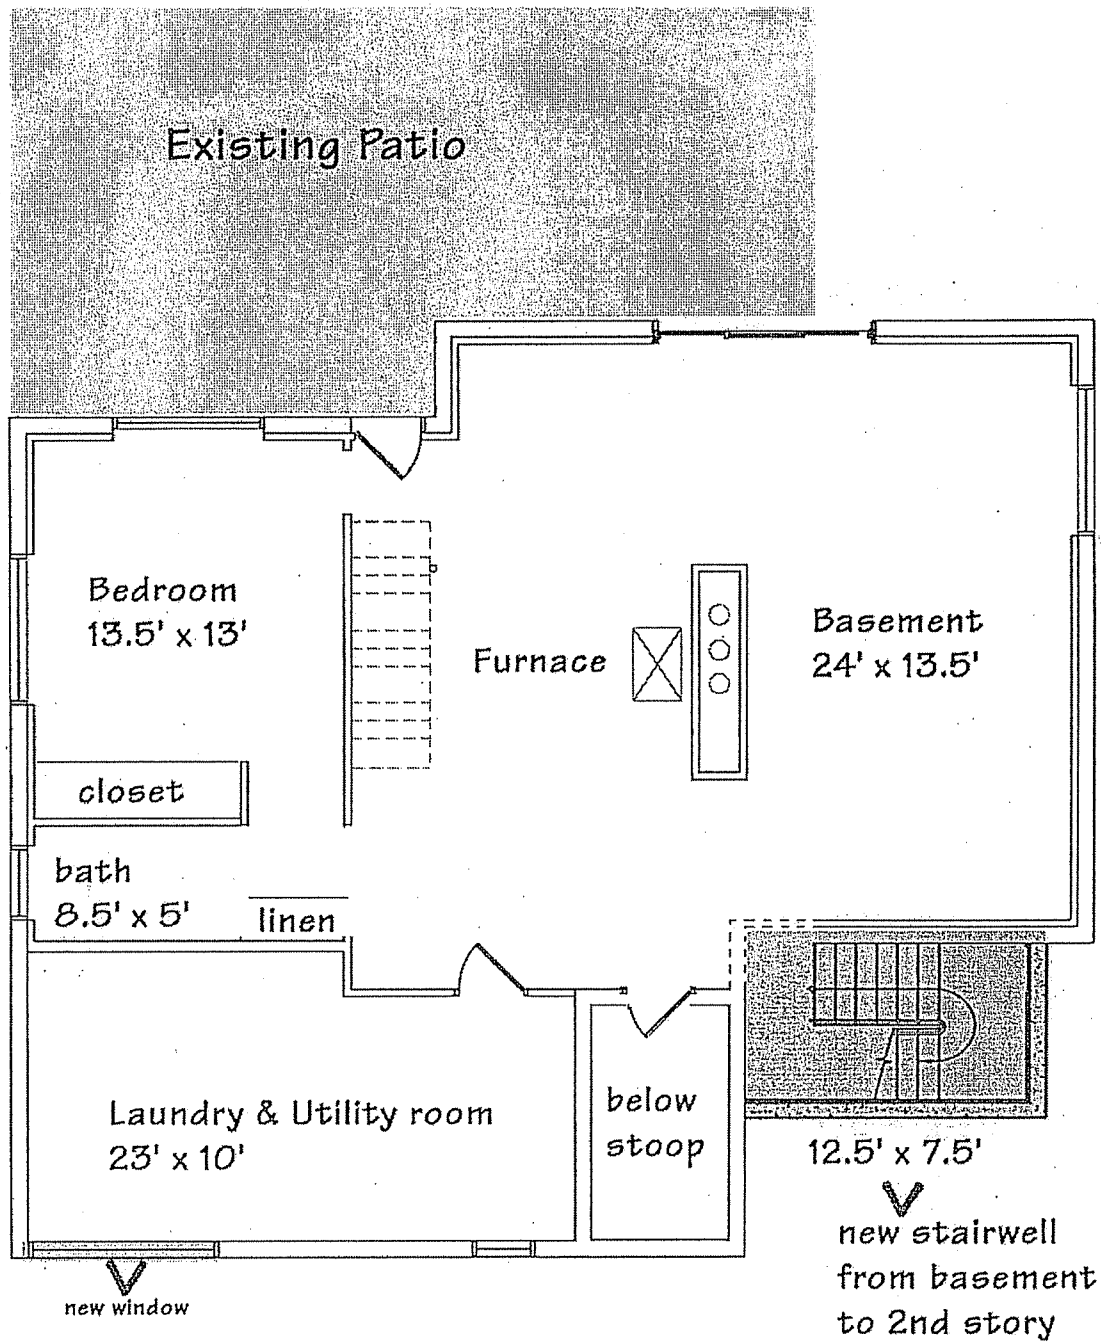 Existing Patio
Bedroom
13.5' x 13'
Furnace
Basement
24' x 13.5'
closet
bath
8.5' x 5'
linen
Laundry & Utility room
23' x 10'
below
stoop
12.5' x 7.5'
new stairwell
from basement
to 2nd story
new window